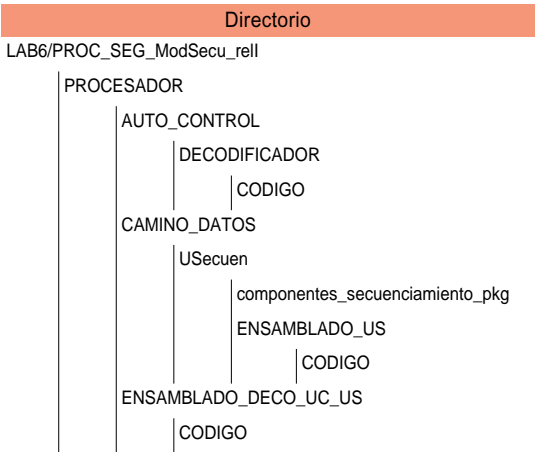 Directorio
LAB6/PROC_SEG_ModSecu_relI
PROCESADOR
AUTO_CONTROL
DECODIFICADOR
CODIGO
CAMINO_DATOS
USecuen
componentes_secuenciamiento_pkg
ENSAMBLADO_US
CODIGO
ENSAMBLADO_DECO_UC_US
CODIGO